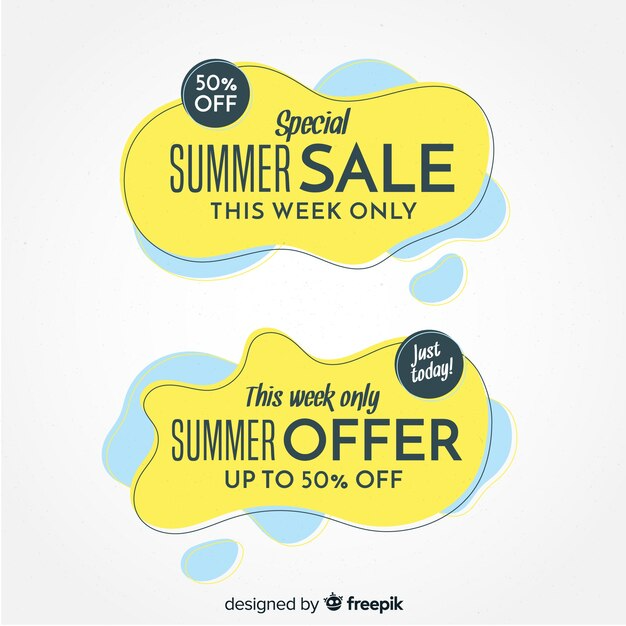 50%
OFF
Special
SUMMER SALE
THIS WEEK ONLY
Just
today!
This week only
SUMMER OFFER
UP TO 50% OFF
designed by freepik